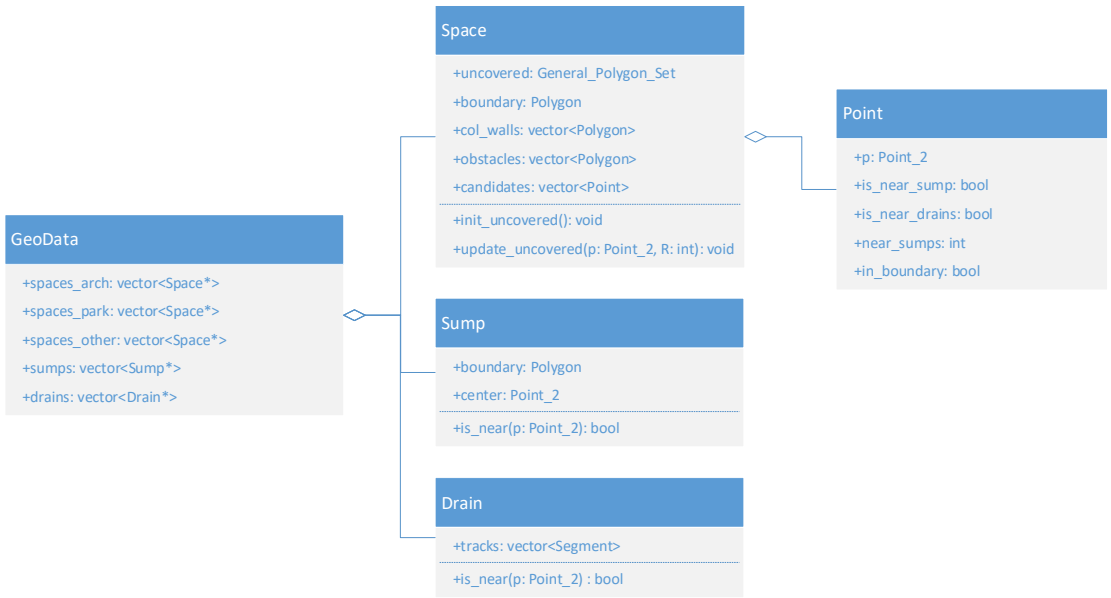 GeoData
+spaces_arch: vector<Space*>
+spaces_park: vector<Space*>
+spaces_other: vector<Space*>
+sumps: vector<Sump*>
+drains: vector<Drain*>
Space
+uncovered: General_Polygon_Set
+boundary: Polygon
+col_walls: vector<Polygon>
+obstacles: vector<Polygon>
+candidates: vector<Point>
+init_uncovered(): void
+update_uncovered(p: Point_2, R: int): void
Sump
+boundary: Polygon
+center: Point_2
+is_near(p: Point_2): bool
Drain
+tracks: vector<Segment>
+is_near(p: Point_2) : bool
Point
+p: Point_2
+is_near_sump: bool
+is_near_drains: bool
+near_sumps: int
+in_boundary: bool